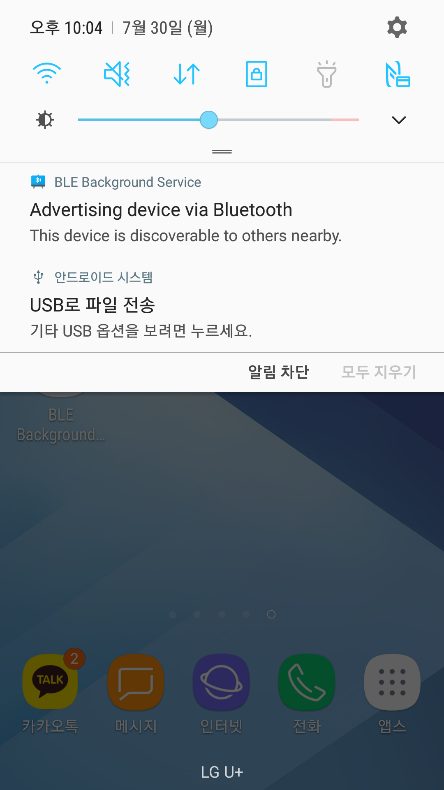 오후 10:04 | 7월 30일 (월)
BLE Background Service
Advertising device via Bluetooth
This device is discoverable to others nearby.
안드로이드 시스템
USB로 파일 전송
기타 USB 옵션을 보려면 누르세요.
알림 차단 모두 지우기
BLE
Background...
2
TALK
카카오톡 메시지 인터넷 전화 앱스
LG U+